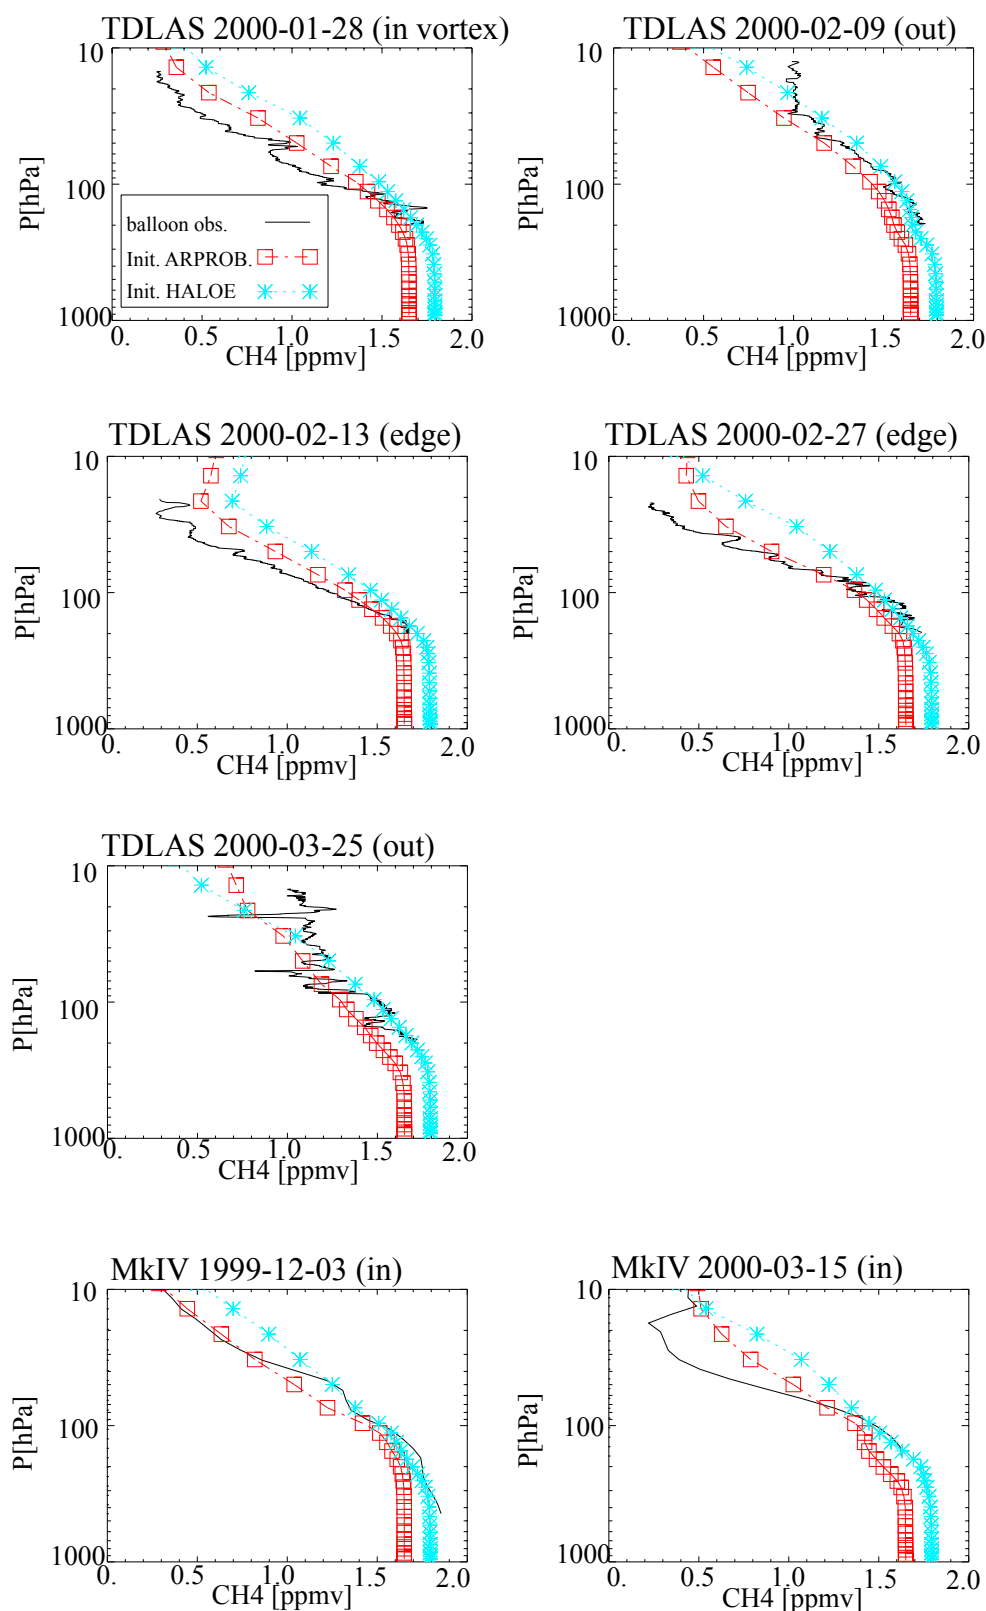 TDLAS 2000-01-28 (in vortex)
10
100
1000
P[hPa]
balloon obs.
Init. ARPROB.
Init. HALOE
0. 0.5 1.0 1.5 2.0
CH4 [ppmv]
TDLAS 2000-02-09 (out)
10
100
1000
P[hPa]
0. 0.5 1.0 1.5 2.0
CH4 [ppmv]
TDLAS 2000-02-13 (edge)
10
100
1000
P[hPa]
0. 0.5 1.0 1.5 2.0
CH4 [ppmv]
TDLAS 2000-02-27 (edge)
10
100
1000
P[hPa]
0. 0.5 1.0 1.5 2.0
CH4 [ppmv]
TDLAS 2000-03-25 (out)
10
100
1000
P[hPa]
0. 0.5 1.0 1.5 2.0
CH4 [ppmv]
MkIV 1999-12-03 (in)
10
100
1000
P[hPa]
0. 0.5 1.0 1.5 2.0
CH4 [ppmv]
MkIV 2000-03-15 (in)
10
100
1000
P[hPa]
0. 0.5 1.0 1.5 2.0
CH4 [ppmv]